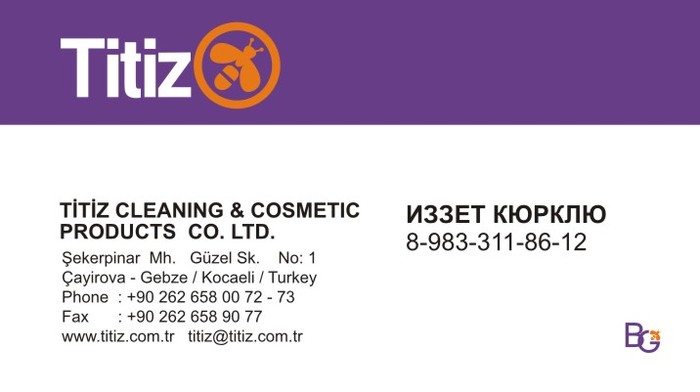 Titiz
TİTİZ CLEANING & COSMETIC
PRODUCTS CO. LTD.
Şekerpinar Mh. Güzel Sk. No: 1
Çayirova - Gebze / Kocaeli / Turkey
Phone : +90 262 658 00 72 - 73
Fax : +90 262 658 90 77
www.titiz.com.tr titiz@titiz.com.tr
ИЗЗЕТ КЮРКЛЮ
8-983-311-86-12
BG